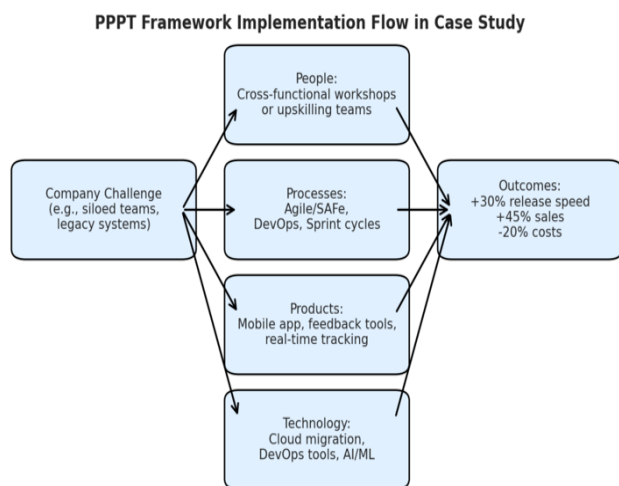 PPPT Framework Implementation Flow in Case Study
People:
Cross-functional workshops
or upskilling teams
Company Challenge
(e.g., siloed teams,
legacy systems)
Processes:
Agile/SAFe,
DevOps, Sprint cycles
Outcomes:
+30% release speed
+45% sales
-20% costs
Products:
Mobile app, feedback tools,
real-time tracking
Technology:
Cloud migration,
DevOps tools, AI/ML